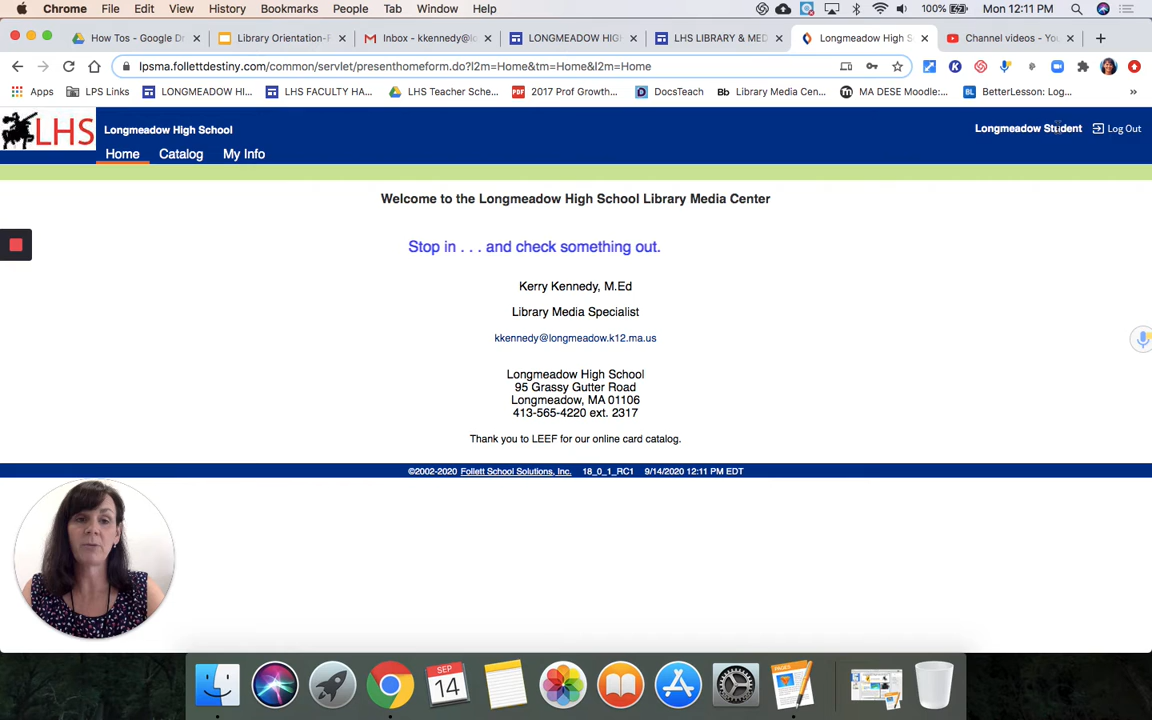 Chrome File Edit View History Bookmarks People Tab Window Help 100% Mon 12:11 PM
How Tos - Google Dr Library Orientation-F Inbox - kkennedy@lo LONGMEADOW HIGH LHS LIBRARY & MED Longmeadow High S Channel videos - You
lpsma.follettdestiny.com/common/servlet/presenthomeform.do?l2m=Home&tm=Home&l2m=Home
Apps LPS Links LONGMEADOW HI... LHS FACULTY HA... LHS Teacher Sche... PDF 2017 Prof Growth... DocsTeach Bb Library Media Cen... MA DESE Moodle:... BL BetterLesson: Log... »
LHS Longmeadow High School Longmeadow Student Log Out
Home Catalog My Info
Welcome to the Longmeadow High School Library Media Center
Stop in . . . and check something out.
Kerry Kennedy, M.Ed
Library Media Specialist
kkennedy@longmeadow.k12.ma.us
Longmeadow High School
95 Grassy Gutter Road
Longmeadow, MA 01106
413-565-4220 ext. 2317
Thank you to LEEF for our online card catalog.
©2002-2020 Follett School Solutions, Inc. 18_0_1_RC1 9/14/2020 12:11 PM EDT
SEP
14
PAGES